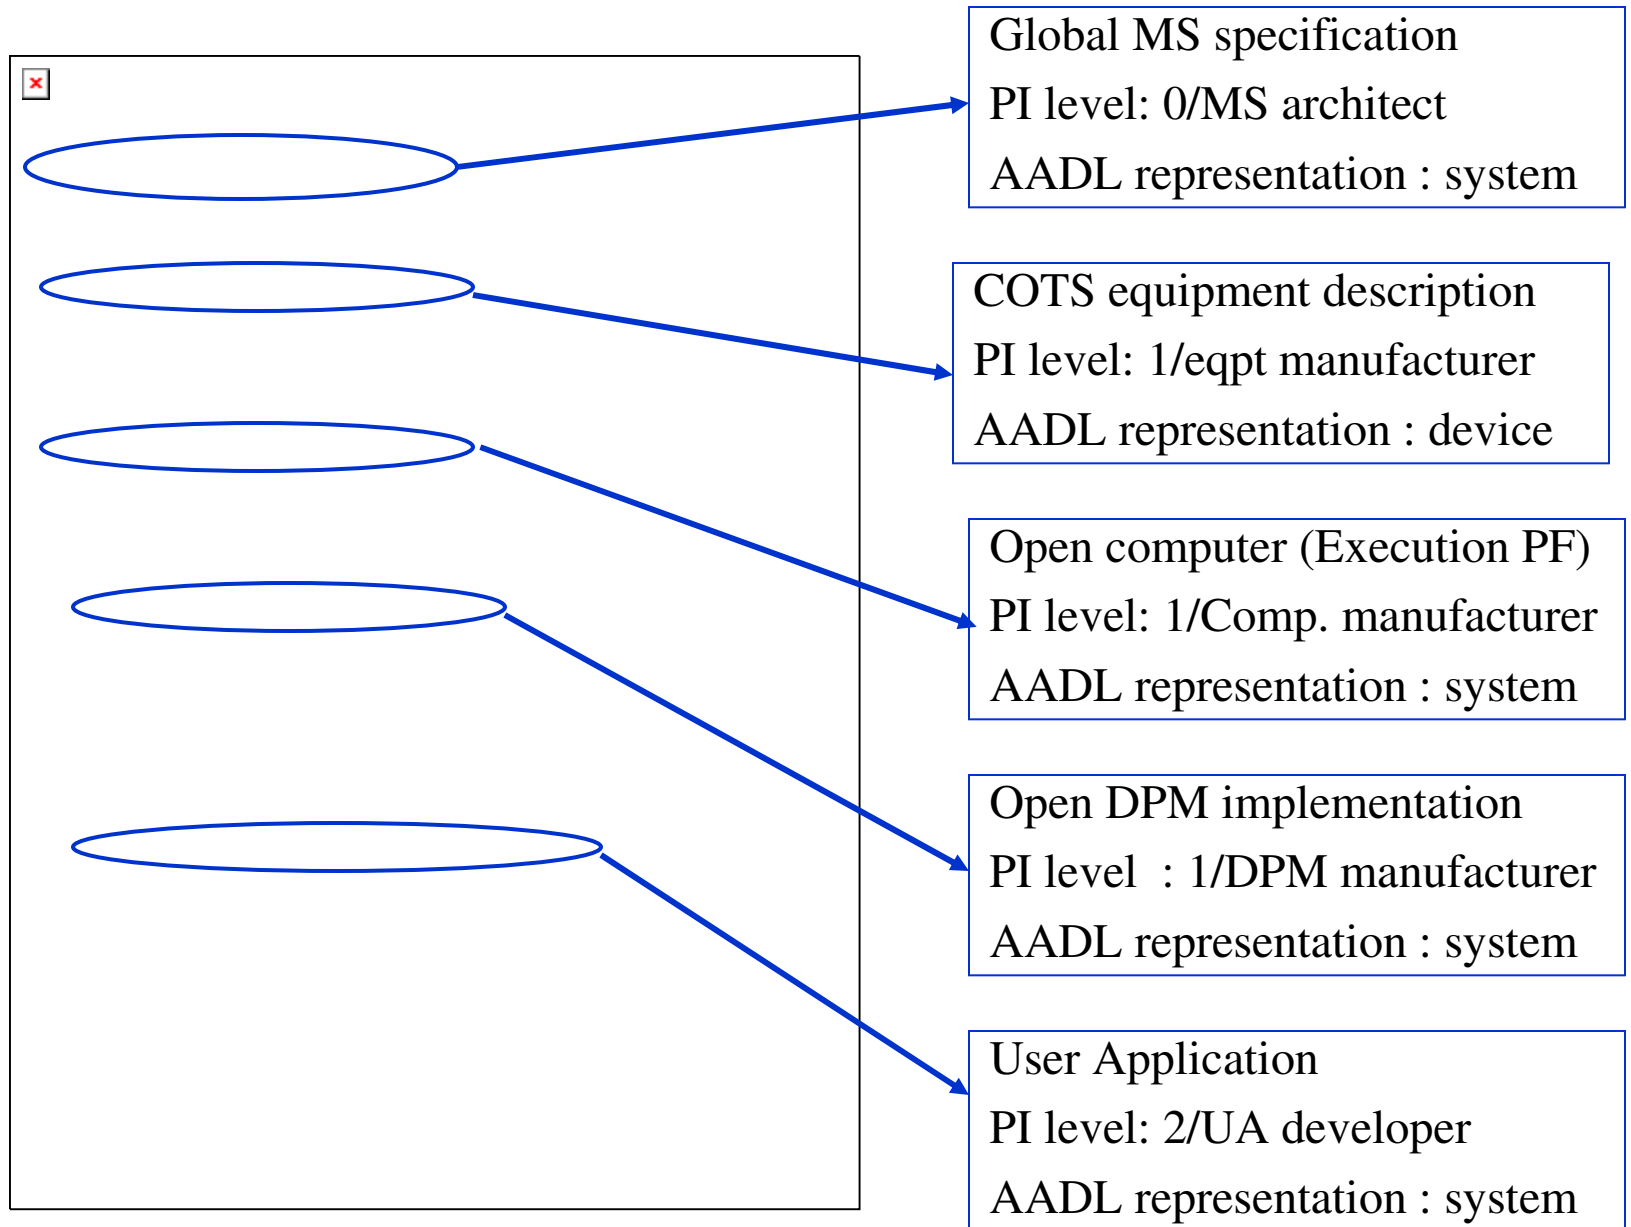 Global MS specification
PI level: 0/MS architect
AADL representation : system
COTS equipment description
PI level: 1/eqpt manufacturer
AADL representation : device
Open computer (Execution PF)
PI level: 1/Comp. manufacturer
AADL representation : system
Open DPM implementation
PI level  : 1/DPM manufacturer
AADL representation : system
User Application
PI level: 2/UA developer
AADL representation : system